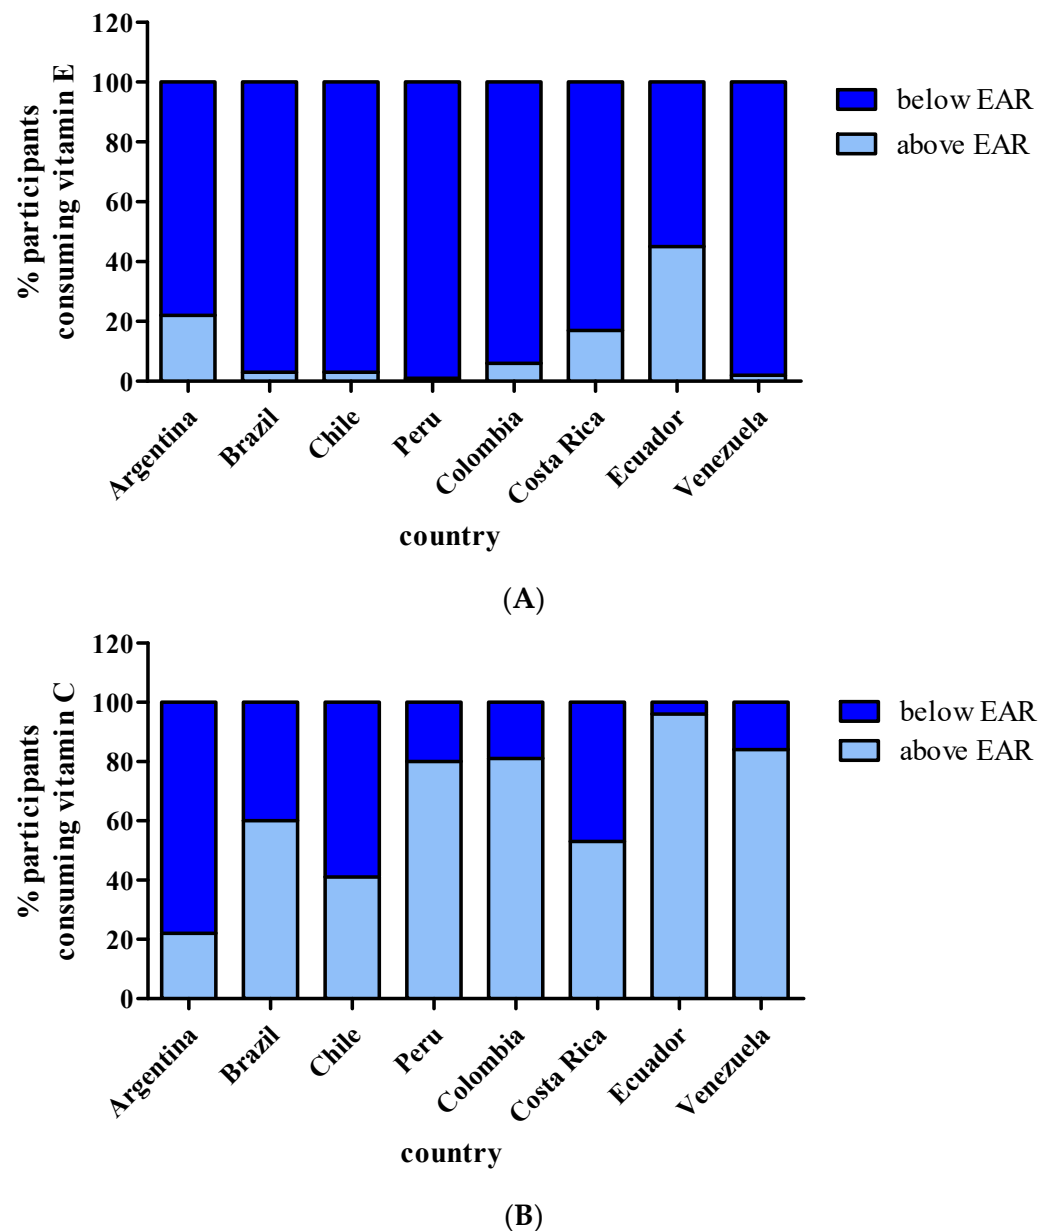 120
100
80
60
40
20
0
% participants
consuming vitamin E
below EAR
above EAR
Argentina
Brazil
Chile
Peru
Colombia
Costa Rica
Ecuador
Venezuela
country
(A)
120
100
80
60
40
20
0
% participants
consuming vitamin C
below EAR
above EAR
Argentina
Brazil
Chile
Peru
Colombia
Costa Rica
Ecuador
Venezuela
country
(B)